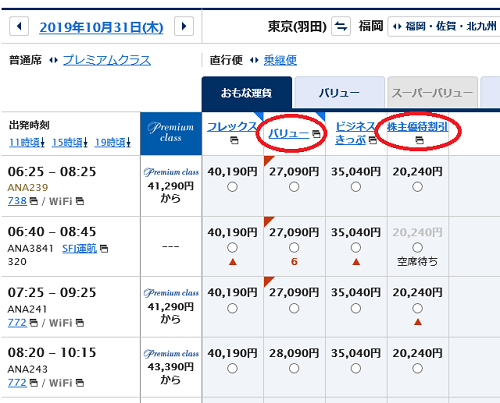 2019年10月31日(木)
東京(羽田) 福岡 福岡・佐賀・北九州
普通席 プレミアムクラス 直行便 乗継便
おもな運賃 バリュー スーパーバリュー
出発時刻
11時頃 15時頃 19時頃
Premium class
フレックス バリュー ビジネスきっぷ 株主優待割引
06:25 – 08:25 Premium class 40,190円 27,090円 35,040円 20,240円
ANA239 41,290円
738 / WiFi から
06:40 – 08:45 40,190円 27,090円 35,040円 20,240円
ANA3841 SFJ運航 ---
320 ▲ 6 ▲ 空席待ち
07:25 – 09:25 Premium class 40,190円 27,090円 35,040円 20,240円
ANA241 41,290円
772 / WiFi から ▲
08:20 – 10:15 Premium class 40,190円 28,090円 35,040円 20,240円
ANA243 43,390円
772 / WiFi から